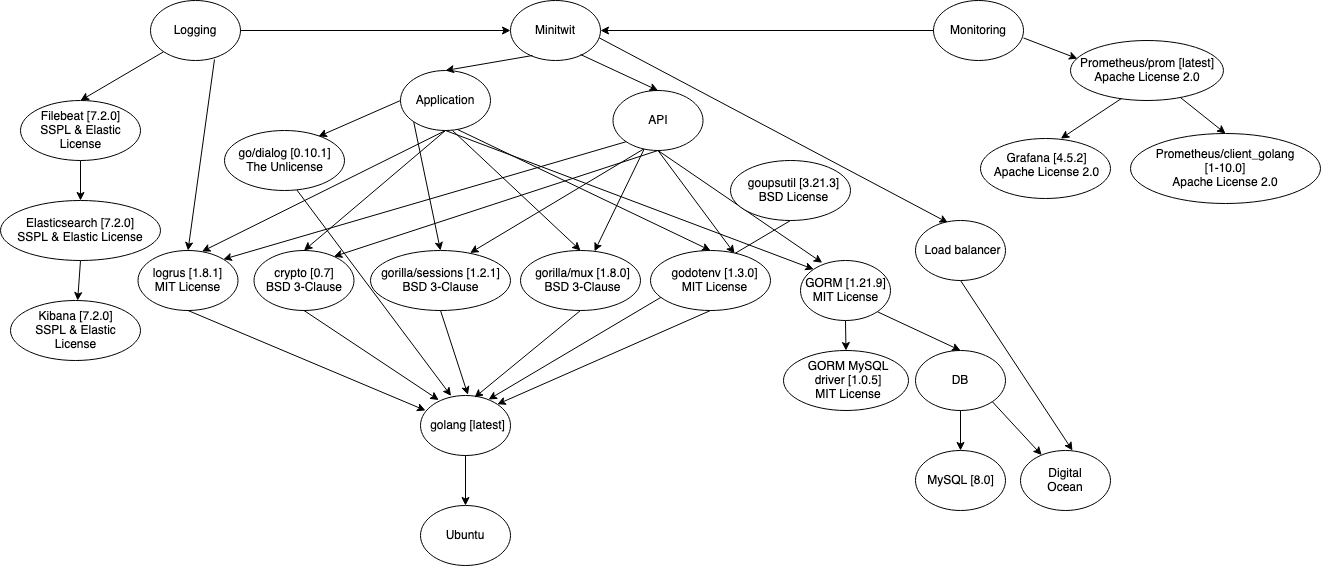 Logging
Minitwit
Monitoring
Prometheus/prom [latest]
Apache License 2.0
Application
API
Filebeat [7.2.0]
SSPL & Elastic
License
go/dialog [0.10.1]
The Unlicense
Grafana [4.5.2]
Apache License 2.0
Prometheus/client_golang
[1-10.0]
Apache License 2.0
goupsutil [3.21.3]
BSD License
Elasticsearch [7.2.0]
SSPL & Elastic License
Load balancer
logrus [1.8.1]
MIT License
crypto [0.7]
BSD 3-Clause
gorilla/sessions [1.2.1]
BSD 3-Clause
gorilla/mux [1.8.0]
BSD 3-Clause
godotenv [1.3.0]
MIT License
GORM [1.21.9]
MIT License
Kibana [7.2.0]
SSPL & Elastic
License
GORM MySQL
driver [1.0.5]
MIT License
DB
golang [latest]
MySQL [8.0]
Digital
Ocean
Ubuntu